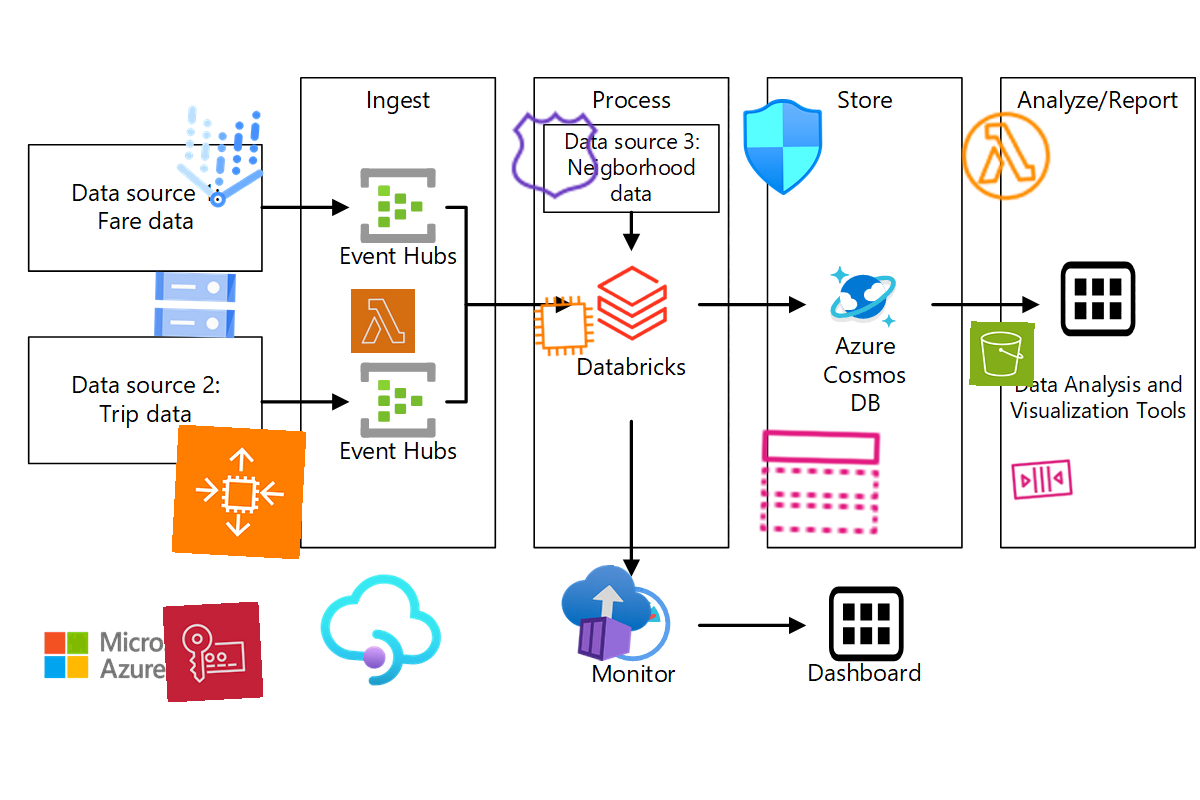 Ingest
Process
Store
Analyze/Report
Data source 1:
Fare data
Data source 3:
Neigborhood
data
Event Hubs
Databricks
Azure
Cosmos
DB
Data Analysis and
Visualization Tools
Data source 2:
Trip data
Event Hubs
Micro
Azure
Monitor
Dashboard